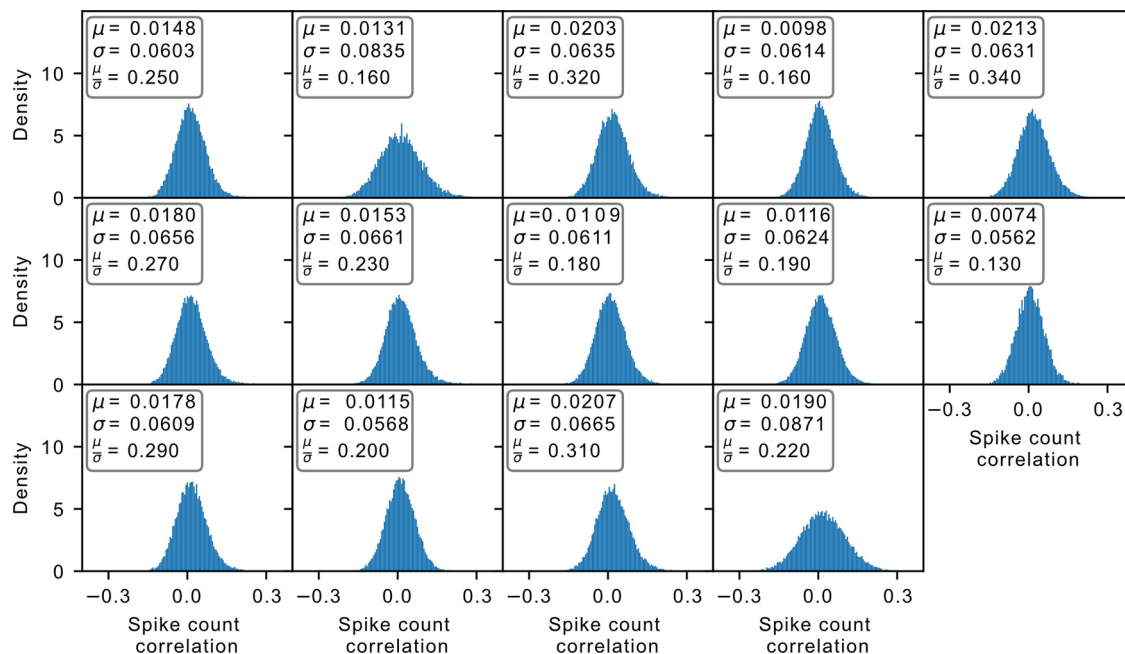 μ = 0.0148
σ = 0.0603
μ/σ = 0.250
μ = 0.0131
σ = 0.0835
μ/σ = 0.160
μ = 0.0203
σ = 0.0635
μ/σ = 0.320
μ = 0.0098
σ = 0.0614
μ/σ = 0.160
μ = 0.0213
σ = 0.0631
μ/σ = 0.340
10
5
0
Density
μ = 0.0180
σ = 0.0656
μ/σ = 0.270
μ = 0.0153
σ = 0.0661
μ/σ = 0.230
μ =0.0109
σ = 0.0611
μ/σ = 0.180
μ = 0.0116
σ = 0.0624
μ/σ = 0.190
μ = 0.0074
σ = 0.0562
μ/σ = 0.130
10
5
0
Density
−0.3 0.0 0.3
Spike count
correlation
μ = 0.0178
σ = 0.0609
μ/σ = 0.290
μ = 0.0115
σ = 0.0568
μ/σ = 0.200
μ = 0.0207
σ = 0.0665
μ/σ = 0.310
μ = 0.0190
σ = 0.0871
μ/σ = 0.220
10
5
0
Density
−0.3 0.0 0.3
Spike count
correlation
−0.3 0.0 0.3
Spike count
correlation
−0.3 0.0 0.3
Spike count
correlation
−0.3 0.0 0.3
Spike count
correlation